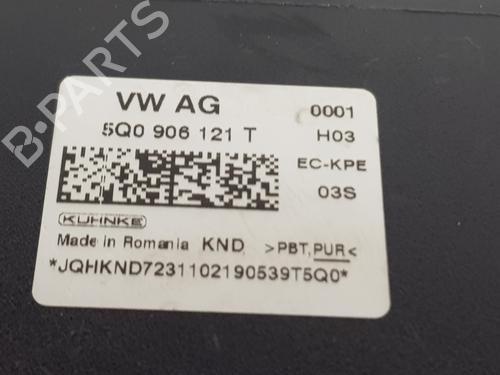 B-PARTS
VW AG 0001
5Q0 906 121 T H03
EC-KPE
03S
KUHNKE
Made in Romania KND >PBT,PUR<
*JQHKND7231102190539T5Q0*